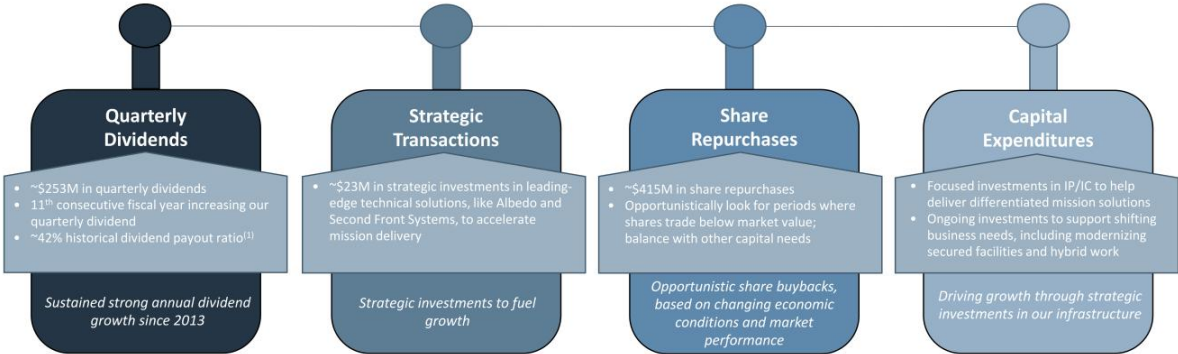 Quarterly
Dividends
• ~$253M in quarterly dividends
• 11th consecutive fiscal year increasing our
quarterly dividend
• ~42% historical dividend payout ratio(1)
Sustained strong annual dividend
growth since 2013
Strategic
Transactions
• ~$23M in strategic investments in leading-
edge technical solutions, like Albedo and
Second Front Systems, to accelerate
mission delivery
Strategic investments to fuel
growth
Share
Repurchases
• ~$415M in share repurchases
• Opportunistically look for periods where
shares trade below market value;
balance with other capital needs
Opportunistic share buybacks,
based on changing economic
conditions and market
performance
Capital
Expenditures
• Focused investments in IP/IC to help
deliver differentiated mission solutions
• Ongoing investments to support shifting
business needs, including modernizing
secured facilities and hybrid work
Driving growth through strategic
investments in our infrastructure